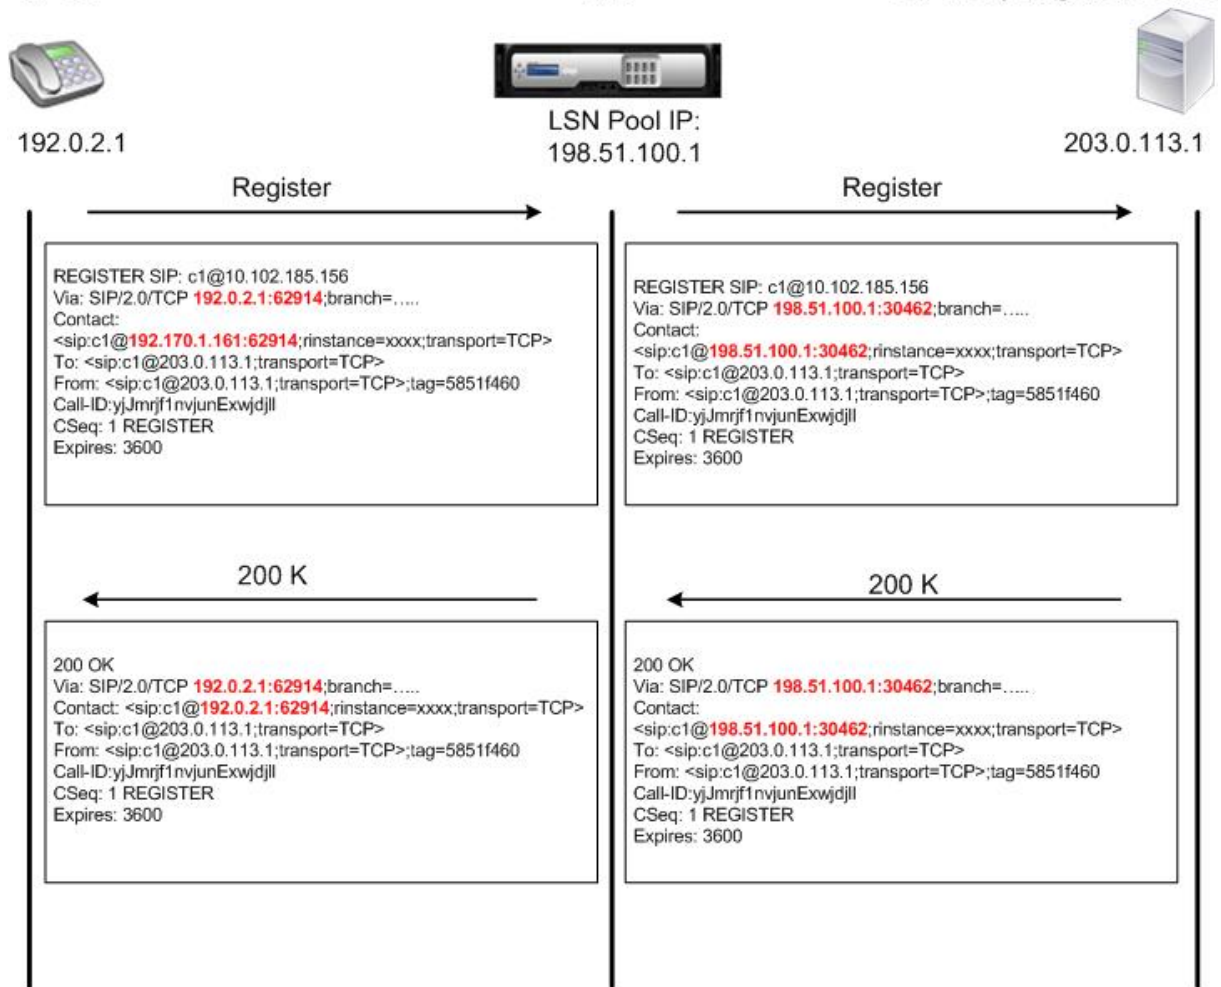 192.0.2.1
LSN Pool IP:
198.51.100.1
203.0.113.1
Register
Register
REGISTER SIP: c1@10.102.185.156
Via: SIP/2.0/TCP 192.0.2.1:62914;branch=…..
Contact:
<sip:c1@192.170.1.161:62914;rinstance=xxxx;transport=TCP>
To: <sip:c1@203.0.113.1;transport=TCP>
From: <sip:c1@203.0.113.1;transport=TCP>;tag=5851f460
Call-ID:yjJmrjf1nvjunExwjdjll
CSeq: 1 REGISTER
Expires: 3600
REGISTER SIP: c1@10.102.185.156
Via: SIP/2.0/TCP 198.51.100.1:30462;branch=…..
Contact:
<sip:c1@198.51.100.1:30462;rinstance=xxxx;transport=TCP>
To: <sip:c1@203.0.113.1;transport=TCP>
From: <sip:c1@203.0.113.1;transport=TCP>;tag=5851f460
Call-ID:yjJmrjf1nvjunExwjdjll
CSeq: 1 REGISTER
Expires: 3600
200 K
200 K
200 OK
Via: SIP/2.0/TCP 192.0.2.1:62914;branch=…..
Contact: <sip:c1@192.0.2.1:62914;rinstance=xxxx;transport=TCP>
To: <sip:c1@203.0.113.1;transport=TCP>
From: <sip:c1@203.0.113.1;transport=TCP>;tag=5851f460
Call-ID:yjJmrjf1nvjunExwjdjll
CSeq: 1 REGISTER
Expires: 3600
200 OK
Via: SIP/2.0/TCP 198.51.100.1:30462;branch=…..
Contact:
<sip:c1@198.51.100.1:30462;rinstance=xxxx;transport=TCP>
To: <sip:c1@203.0.113.1;transport=TCP>
From: <sip:c1@203.0.113.1;transport=TCP>;tag=5851f460
Call-ID:yjJmrjf1nvjunExwjdjll
CSeq: 1 REGISTER
Expires: 3600